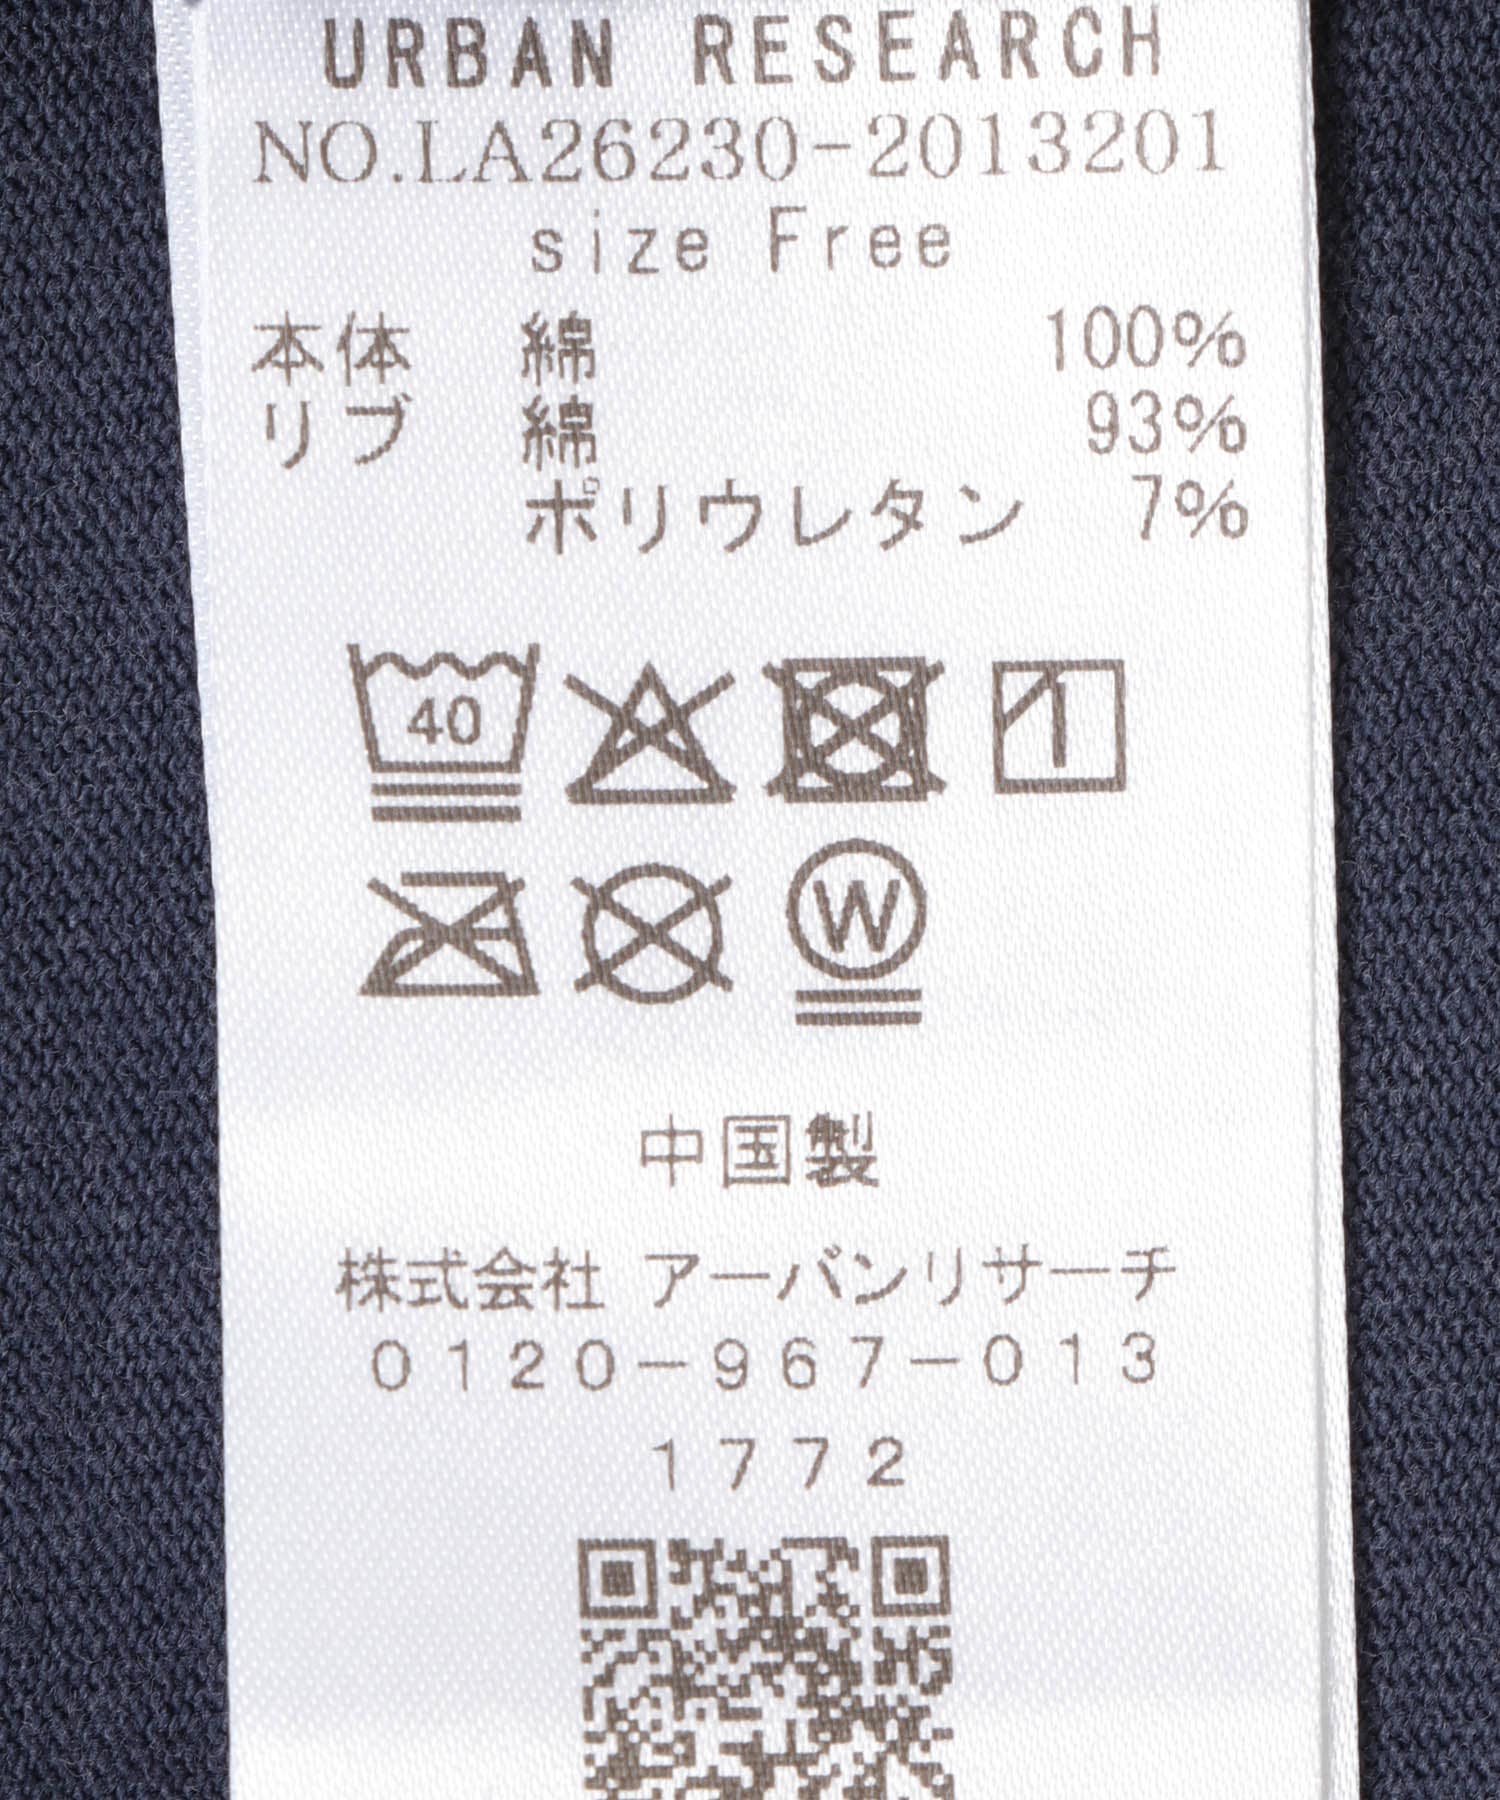 URBAN RESEARCH
NO.LA26230-2013201
size Free
本体 綿 100%
リブ 綿 93%
ポリウレタン 7%
40
W
中国製
株式会社 アーバンリサーチ
0120-967-013
1772